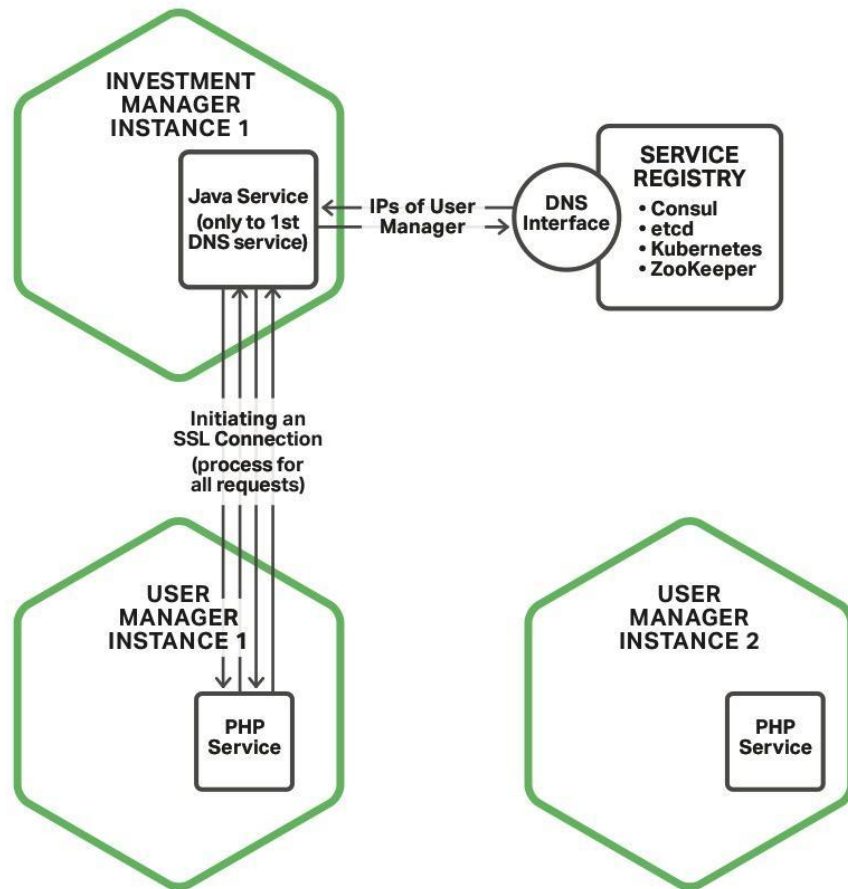 INVESTMENT
MANAGER
INSTANCE 1
Java Service
(only to 1st
DNS service)
IPs of User
Manager
DNS
Interface
SERVICE
REGISTRY
• Consul
• etcd
• Kubernetes
• ZooKeeper
Initiating an
SSL Connection
(process for
all requests)
USER
MANAGER
INSTANCE 1
PHP
Service
USER
MANAGER
INSTANCE 2
PHP
Service